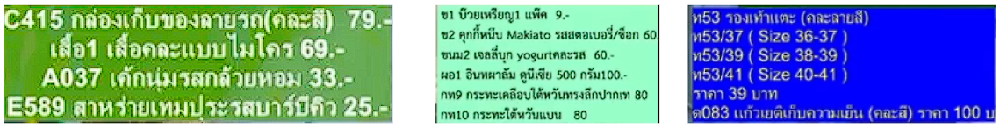 C415 กล่องเก็บของลายรถ(คละสี) 79.-
เสื่อ1 เสื่อคละแบบไมโคร 69.-
A037 เค้กนุ่มรสกล้วยหอม 33.-
E589 สาหร่ายเทมปุระรสบาร์บีคิว 25.-
ข1 บ๊วยเหรียญ1 แพ็ค 9.-
ข2 คุกกี้หนีบ Makiato รสสตอเบอรี่/ช็อก 60.
ขนม2 เจลลี่บุก yogurtคละรส 60.-
ผอ1 อินทผาลัม ตูนีเซีย 500 กรัม100.-
กท9 กระทะเคลือบใต้หวันทรงลึกปากเท 80
กท10 กระทะใต้หวันแบน 80
ท53 รองเท้าแตะ (คละลายสี)
ท53/37 ( Size 36-37 )
ท53/39 ( Size 38-39 )
ท53/41 ( Size 40-41 )
ราคา 39 บาท
ด083 แก้วเยติเก็บความเย็น (คละสี) ราคา 100 บ